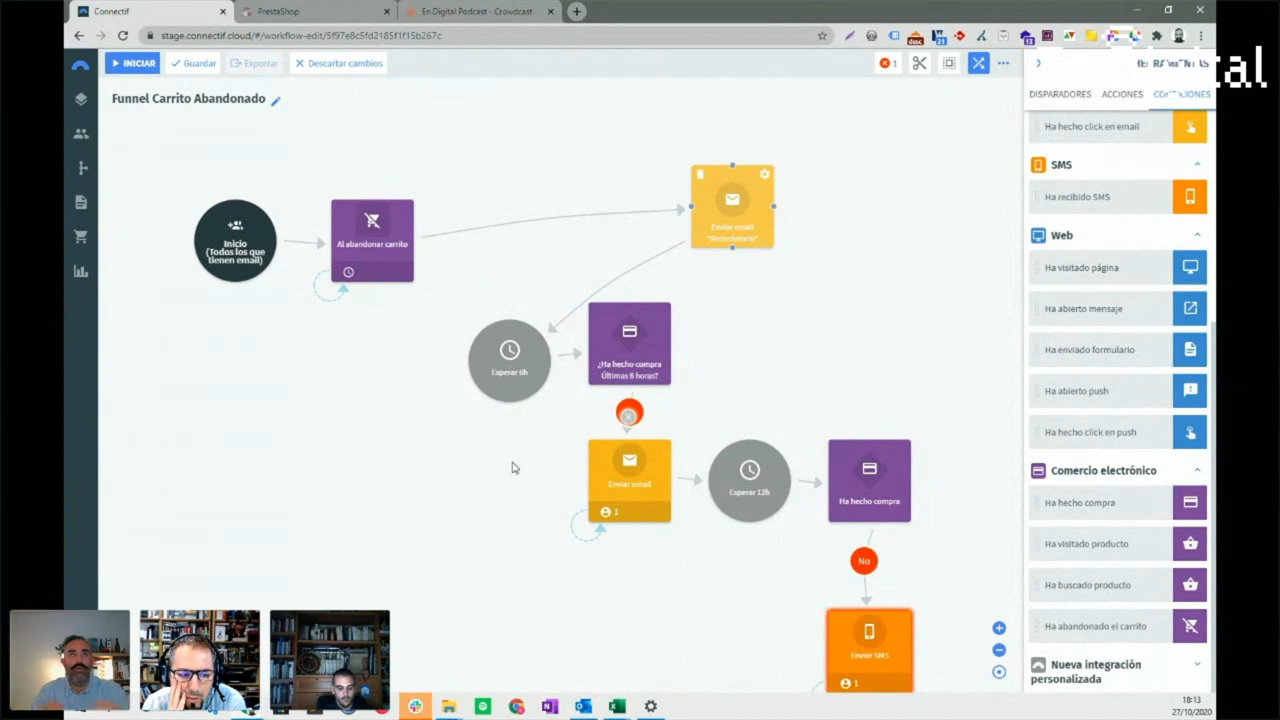 Connectif
PrestaShop
En.Digital Podcast - Crowdcast
stage.connectif.cloud/#/workflow-edit/5f97e8c5fd2185f1f15b267c
INICIAR
Guardar
Exportar
Descartar cambios
1
tal
Funnel Carrito Abandonado
DISPARADORES
ACCIONES
Ha hecho click en email
SMS
Ha recibido SMS
Web
Ha visitado página
Ha abierto mensaje
Ha enviado formulario
Ha abierto push
Ha hecho click en push
Comercio electrónico
Ha hecho compra
Ha visitado producto
Ha buscado producto
Ha abandonado el carrito
Nueva integración
personalizada
Inicio
(Todos los que
tienen email)
Al abandonar carrito
Enviar email
"Recordatorio"
Esperar 6h
¿Ha hecho compra
Últimas 6 horas?
Enviar email
1
Esperar 12h
Ha hecho compra
No
Enviar SMS
1
18:13
27/10/2020